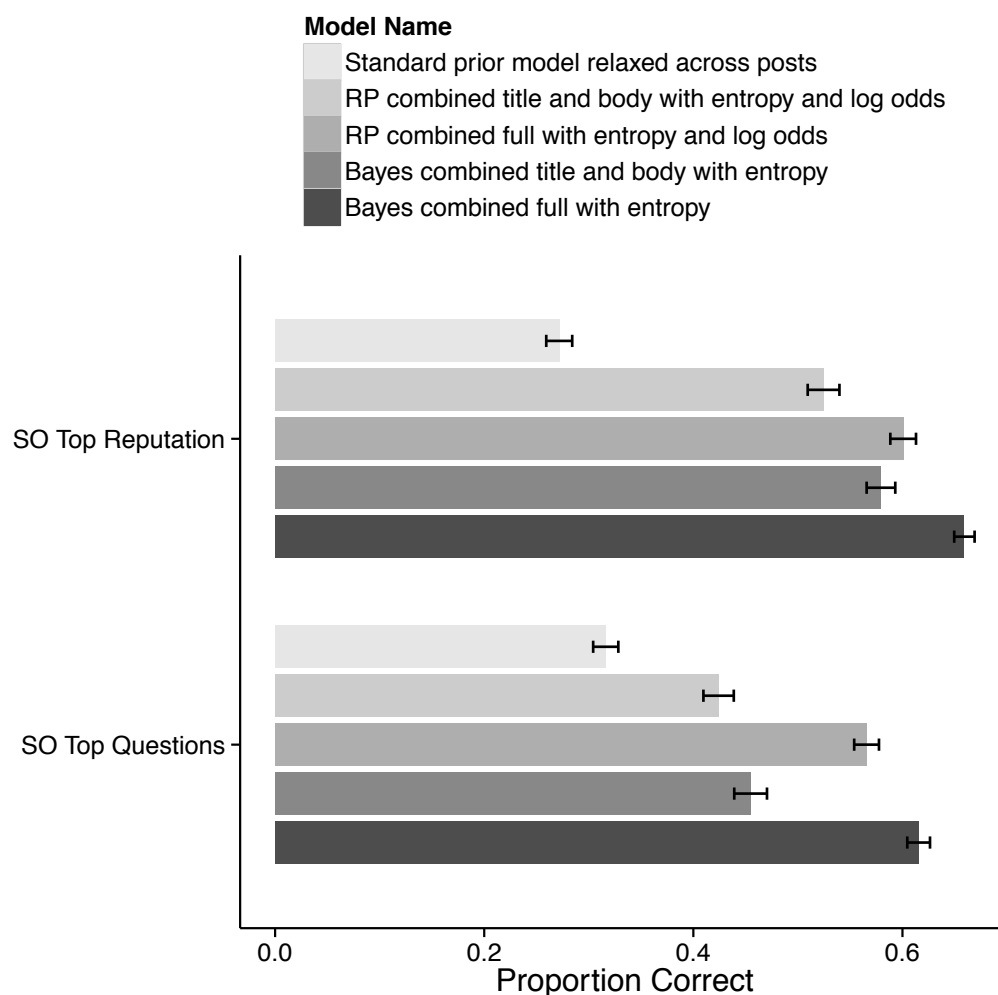 Model Name
Standard prior model relaxed across posts
RP combined title and body with entropy and log odds
RP combined full with entropy and log odds
Bayes combined title and body with entropy
Bayes combined full with entropy
SO Top Reputation
SO Top Questions
0.0 0.2 0.4 0.6
Proportion Correct